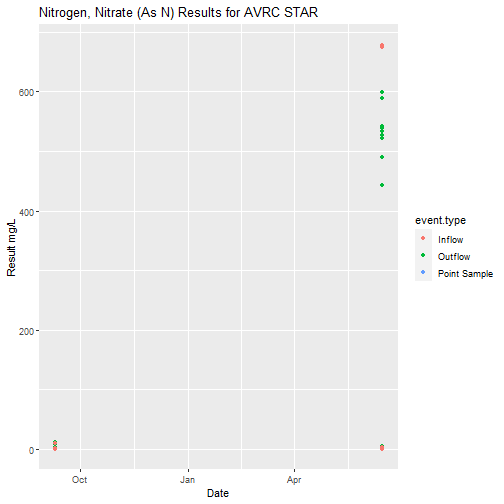 Nitrogen, Nitrate (As N) Results for AVRC STAR
600
400
200
0
Result mg/L
Oct
Jan
Apr
Date
event.type
Inflow
Outflow
Point Sample